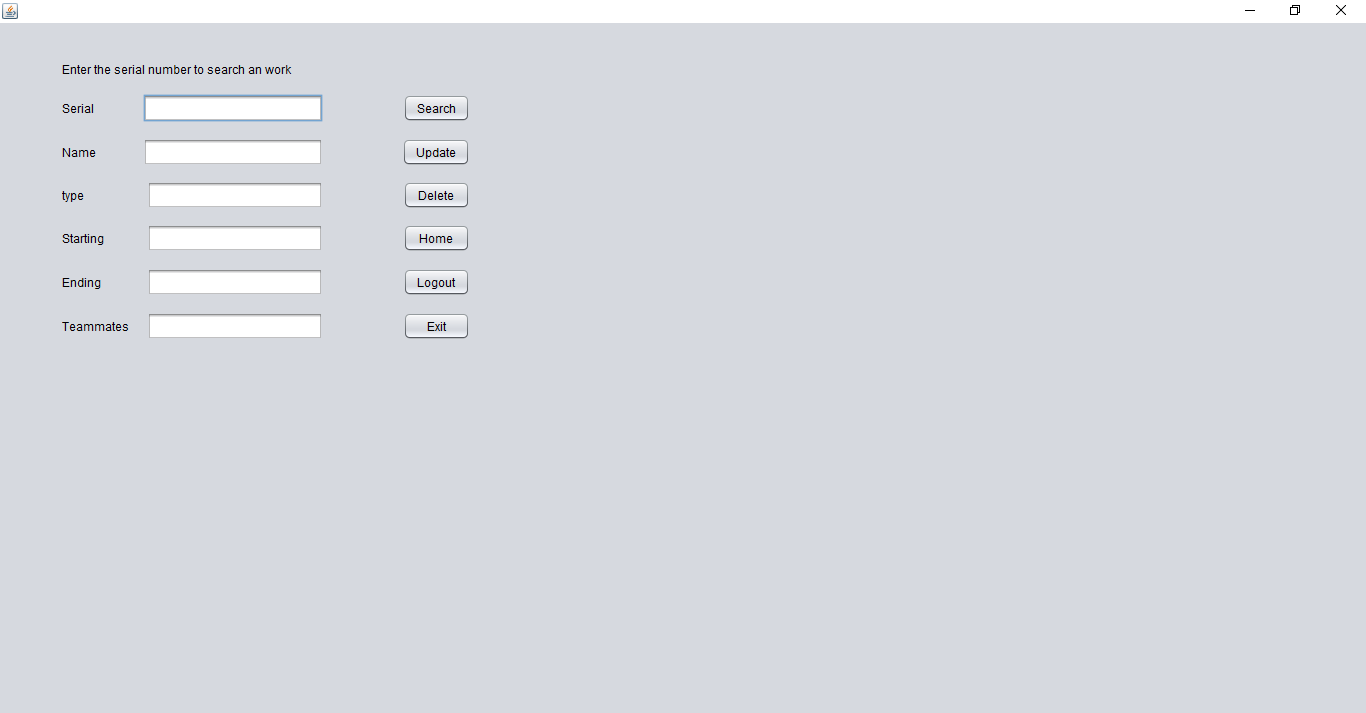 Enter the serial number to search an work
Serial Search
Name Update
type Delete
Starting Home
Ending Logout
Teammates Exit